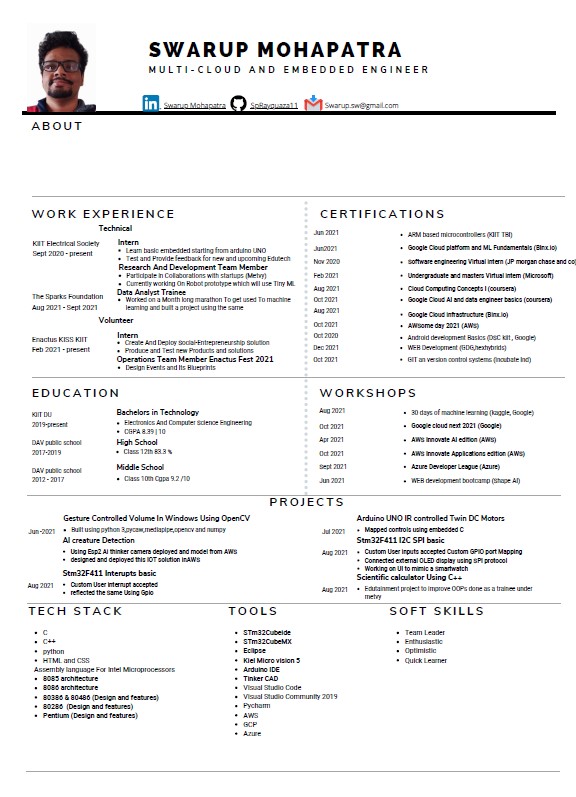 SWARUP MOHAPATRA
MULTI-CLOUD AND EMBEDDED ENGINEER
in Swarup Mohapatra SpRayquaza11 Swarup.sw@gmail.com
ABOUT
WORK EXPERIENCE
Technical
KIIT Electrical Society
Sept 2020 - present
Intern
• Learn basic embedded starting from arduino UNO
• Test and Provide feedback for new and upcoming Edutech
Research And Development Team Member
• Participate in Collaborations with startups (Metvy)
• Currently working On Robot prototype which will use Tiny ML
The Sparks Foundation
Aug 2021 - Sept 2021
Data Analyst Trainee
• Worked on a Month long marathon To get used To machine
learning and built a project using the same
Volunteer
Enactus KISS KIIT
Feb 2021 - present
Intern
• Create And Deploy Social-Entrepreneurship Solution
• Produce and Test new Products and solutions
Operations Team Member Enactus Fest 2021
• Design Events and Its Blueprints
CERTIFICATIONS
Jun 2021 • ARM based microcontrollers (KIIT TBI)
Jun2021 • Google Cloud platform and ML Fundamentals (Binx.io)
Nov 2020 • software engineering Virtual intern (JP morgan chase and co)
Feb 2021 • Undergraduate and masters Virtual intern (Microsoft)
Aug 2021 • Cloud Computing Concepts I (coursera)
Oct 2021 • Google Cloud AI and data engineer basics (coursera)
Aug 2021 • Google Cloud Infrastructure (Binx.io)
Oct 2021 • AWsome day 2021 (AWs)
Oct 2020 • Android development Basics (DsC kiit , Google)
Dec 2021 • WEB Development (GDG,hexbybrids)
Oct 2021 • GIT an version control systems (Incubate Ind)
EDUCATION
KIIT DU
2019-present
Bachelors in Technology
• Electronics And Computer Science Engineering
• CGPA 8.39 | 10
DAV public school
2017-2019
High School
• Class 12th 83.3 %
DAV public school
2012 - 2017
Middle School
• Class 10th Cgpa 9.2 /10
WORKSHOPS
Aug 2021 • 30 days of machine learning (kaggle, Google)
Oct 2021 • Google cloud next 2021 (Google)
Apr 2021 • AWs Innovate AI edition (AWs)
Oct 2021 • AWs Innovate Applications edition (AWs)
Sept 2021 • Azure Developer League (Azure)
Jun 2021 • WEB development bootcamp (Shape AI)
PROJECTS
Gesture Controlled Volume In Windows Using OpenCV
Jun -2021 • Built using python 3,pycaw,mediapipe,opencv and numpy
AI creature Detection
• Using Esp2 Ai thinker camera deployed and model from AWs
• designed and deployed this IOT solution inAWs
Stm32F411 Interupts basic
Aug 2021 • Custom User interrupt accepted
• reflected the same Using Gpio
Arduino UNO IR controlled Twin DC Motors
Jul 2021 • Mapped controls using embedded C
Stm32F411 I2C SPI basic
Aug 2021 • Custom User inputs accepted Custom GPIO port Mapping
• Connected external OLED display using sPI protocol
• Working on UI to mimic a smartwatch
Scientific calculator Using C++
Aug 2021 • Edutainment project to improve OOP's done as a trainee under
metvy
TECH STACK
• C
• C++
• python
• HTML and CSS
Assembly language For Intel Microprocessors
• 8085 architecture
• 8086 architecture
• 80386 & 80486 (Design and features)
• 80286 (Design and features)
• Pentium (Design and features)
TOOLS
• STm32Cubeide
• STm32CubeMX
• Eclipse
• Kiel Micro vision 5
• Arduino IDE
• Tinker CAD
• Visual Studio Code
• Visual Studio Community 2019
• Pycharm
• AWS
• GCP
• Azure
SOFT SKILLS
• Team Leader
• Enthusiastic
• Optimistic
• Quick Learner